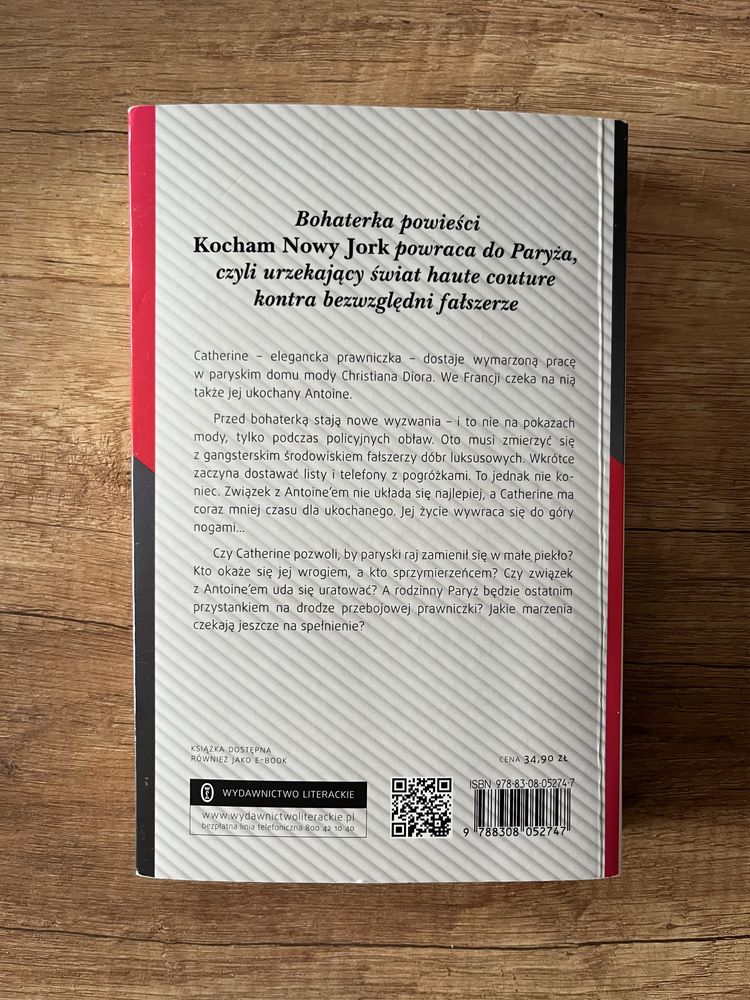 Bohaterka powieści
Kocham Nowy Jork powraca do Paryża,
czyli urzekający świat haute couture
kontra bezwzględni fałszerze
Catherine – elegancka prawniczka – dostaje wymarzoną pracę
w paryskim domu mody Christiana Diora. We Francji czeka na nią
także jej ukochany Antoine.
Przed bohaterką stają nowe wyzwania – i to nie na pokazach
mody, tylko podczas policyjnych obław. Oto musi zmierzyć się
z gangsterskim środowiskiem fałszerzy dóbr luksusowych. Wkrótce
zaczyna dostawać listy i telefony z pogróżkami. To jednak nie ko-
niec. Związek z Antoine'em nie układa się najlepiej, a Catherine ma
coraz mniej czasu dla ukochanego. Jej życie wywraca się do góry
nogami...
Czy Catherine pozwoli, by paryski raj zamienił się w małe piekło?
Kto okaże się jej wrogiem, a kto sprzymierzeńcem? Czy związek
z Antoine'em uda się uratować? A rodzinny Paryż będzie ostatnim
przystankiem na drodze przebojowej prawniczki? Jakie marzenia
czekają jeszcze na spełnienie?
KSIĄŻKA DOSTĘPNA
RÓWNIEŻ JAKO E-BOOK
CENA 34,90 ZŁ
WYDAWNICTWO LITERACKIE
www.wydawnictwoliterackie.pl
bezpłatna linia telefoniczna 800 42 10 40
ISBN 978-83-08-05274-7
9 788308 052747